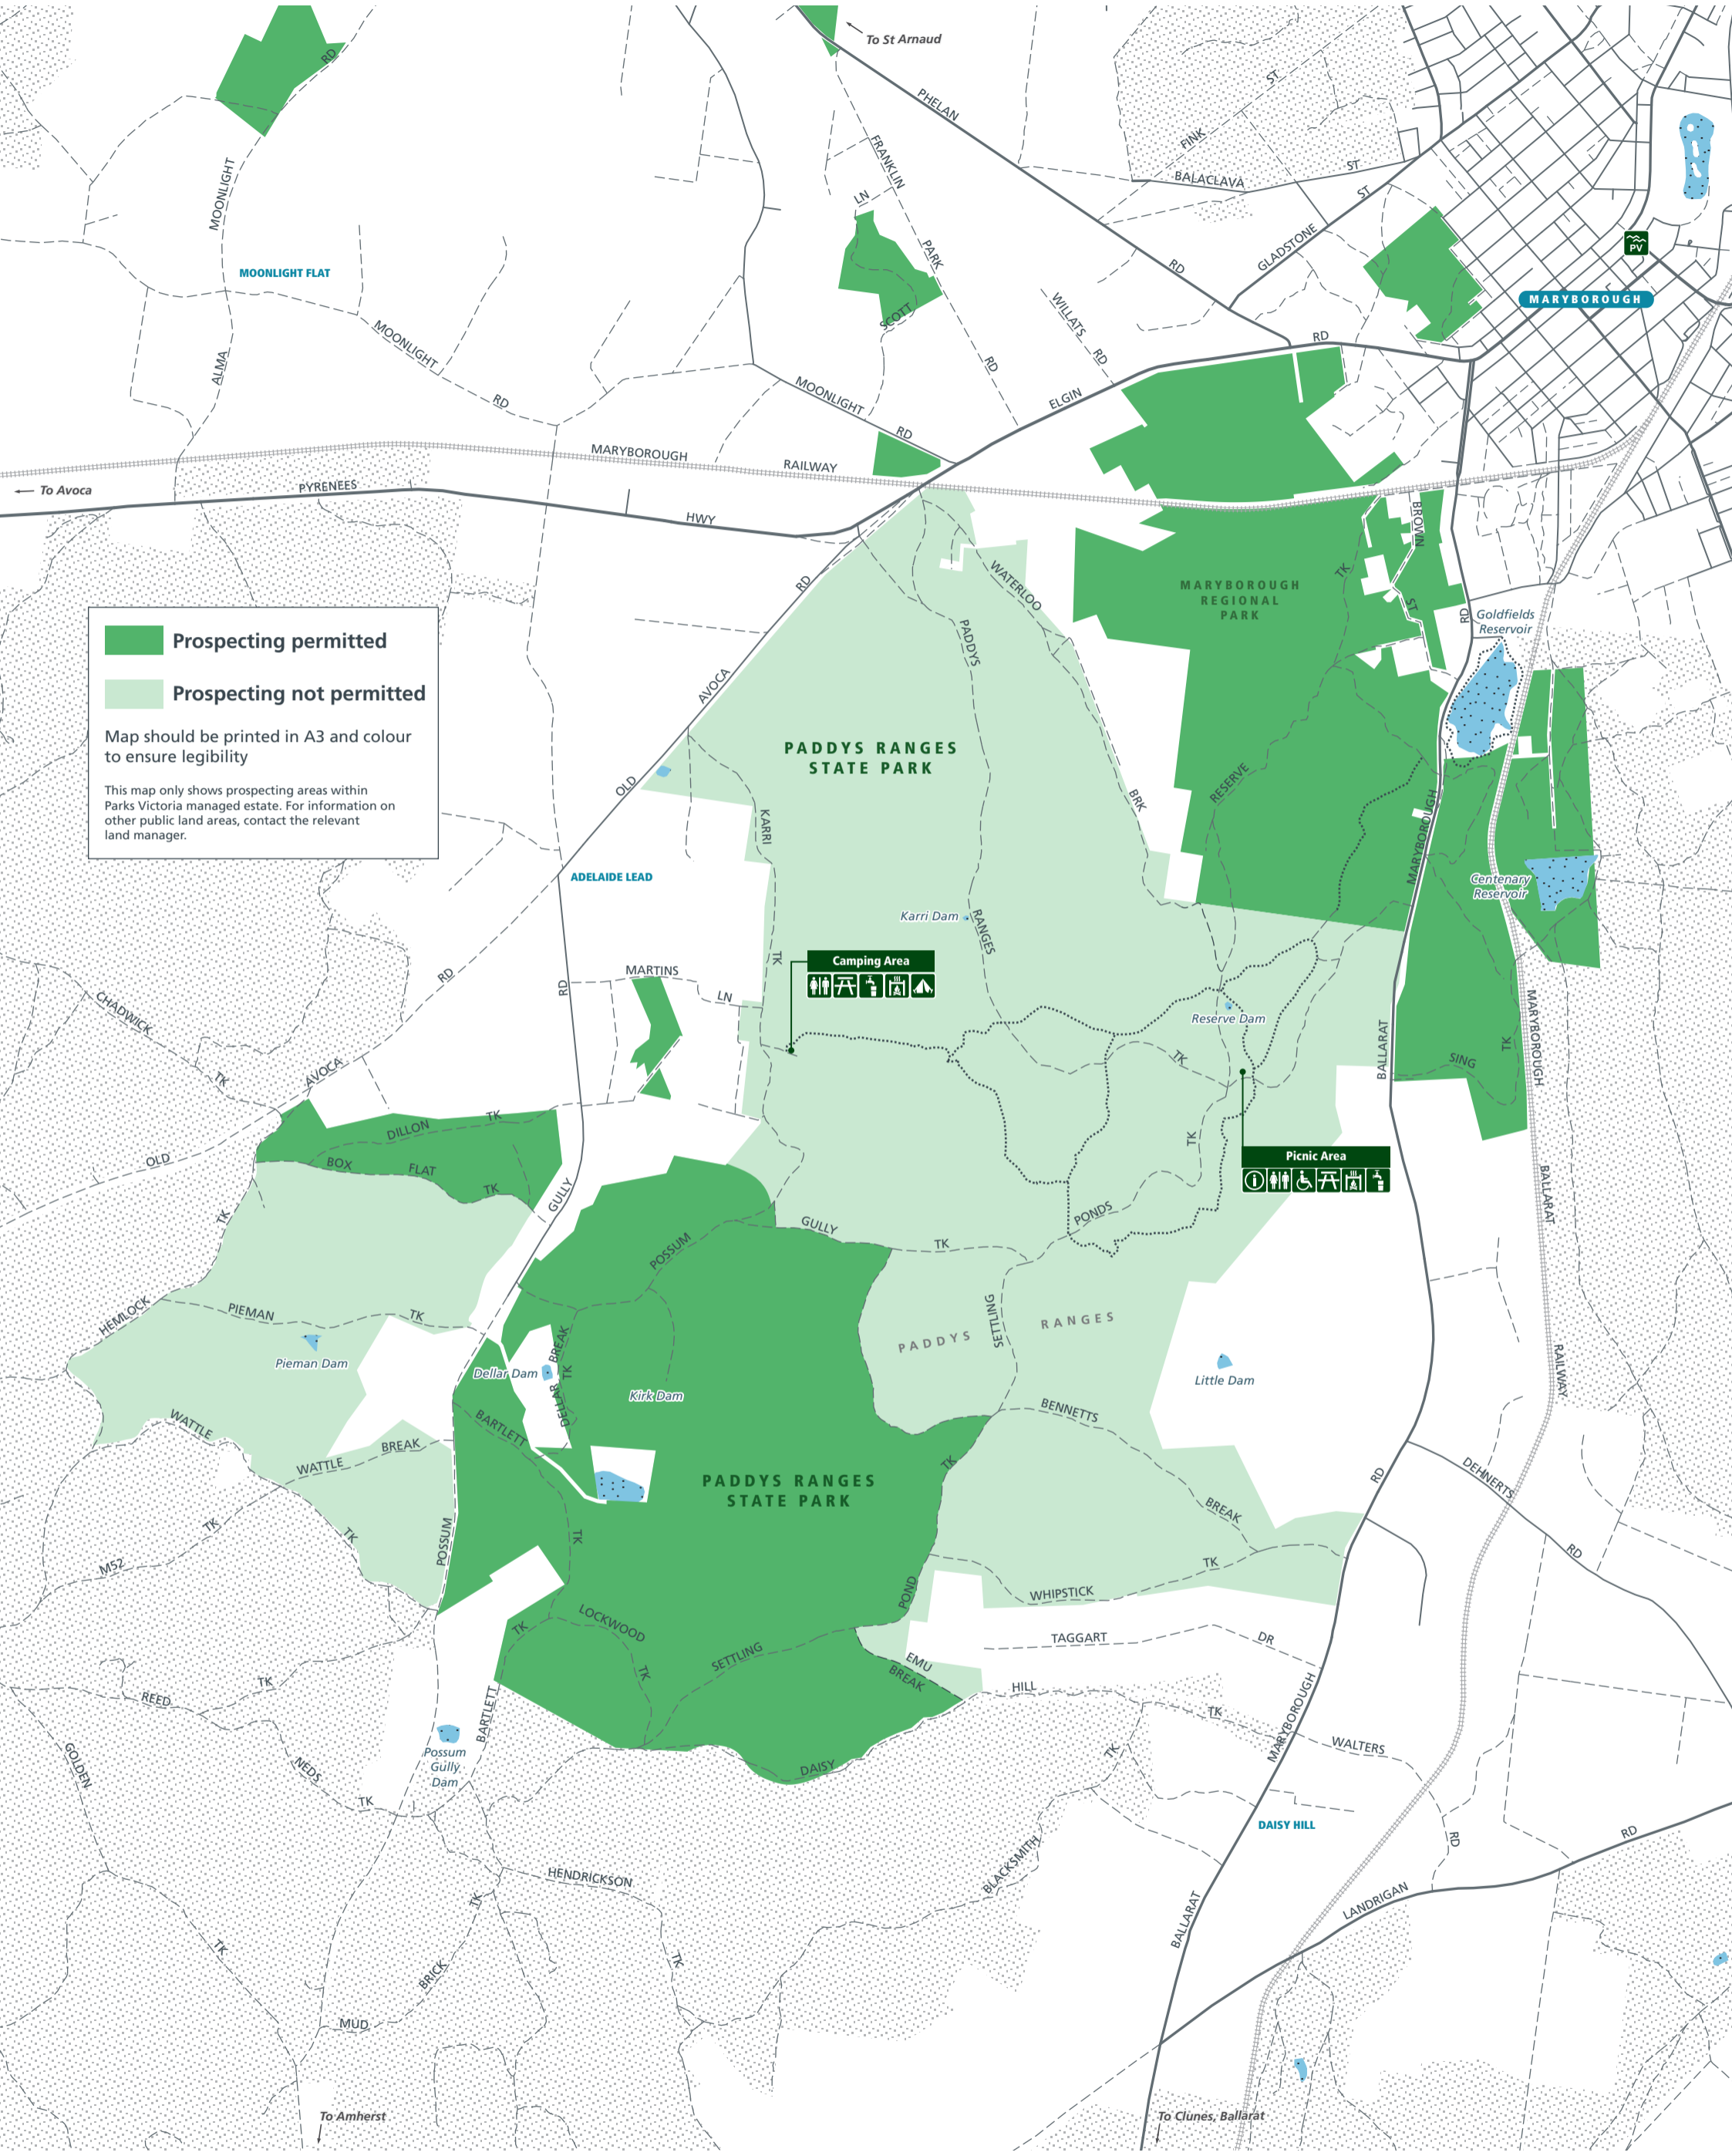 To St Arnaud
RD
PHELAN
FINK
ST
BALACLAVA
ST
ST
GLADSTONE
RD
FRANKLIN
LN
PARK
SCOTT
RD
WILLATS
RD
PV
MARYBOROUGH
MOONLIGHT
MOONLIGHT FLAT
ALMA
MOONLIGHT
RD
MOONLIGHT
RD
ELGIN
RD
MARYBOROUGH
RAILWAY
To Avoca
PYRENEES
HWY
BROWN
ST
TK
RD
WATERLOO
BRK
PADDYS
RANGES
TK
MARYBOROUGH
REGIONAL
PARK
Goldfields
Reservoir
RD
Prospecting permitted
Prospecting not permitted
Map should be printed in A3 and colour
to ensure legibility
This map only shows prospecting areas within
Parks Victoria managed estate. For information on
other public land areas, contact the relevant
land manager.
AVOCA
OLD
PADDYS RANGES
STATE PARK
KARRI
TK
RESERVE
TK
MARYBOROUGH
ADELAIDE LEAD
Centenary
Reservoir
Karri Dam
Camping Area
MARTINS
LN
RD
RD
CHADWICK
TK
AVOCA
OLD
Reserve Dam
BALLARAT
MARYBOROUGH
BALLARAT
RAILWAY
SING
TK
Picnic Area
DILLON
TK
BOX
FLAT
TK
GULLY
TK
HEMLOCK
PIEMAN
TK
Pieman Dam
POSSUM
GULLY
TK
PONDS
SETTLING
PADDYS
RANGES
Dellar Dam
DELLAR
BREAK
TK
Kirk Dam
Little Dam
BARTLETT
TK
WATTLE
TK
WATTLE
BREAK
BENNETTS
BREAK
TK
PADDYS RANGES
STATE PARK
RD
DEHNERTS
RD
M52
TK
POSSUM
WHIPSTICK
TK
POND
SETTLING
LOCKWOOD
TK
TK
BARTLETT
TAGGART
DR
EMU
BREAK
HILL
TK
DAISY
WALTERS
RD
MARYBOROUGH
REED
TK
NEDS
TK
GOLDEN
TK
Possum
Gully
Dam
DAISY HILL
HENDRICKSON
TK
BLACKSMITH
TK
BALLARAT
LANDRIGAN
RD
MUD
BRICK
TK
To Amherst
To Clunes, Ballarat